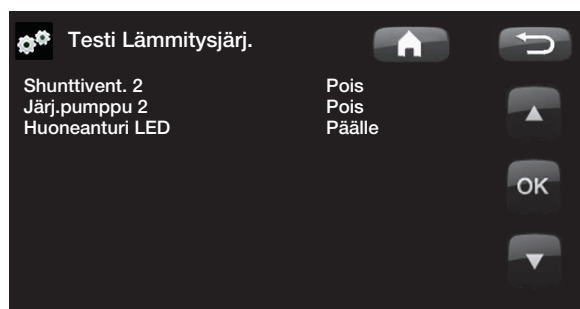 Testi Lämmitysjärj.
Shunttivent. 2 Pois
Järj.pumppu 2 Pois
Huoneanturi LED Päälle
OK